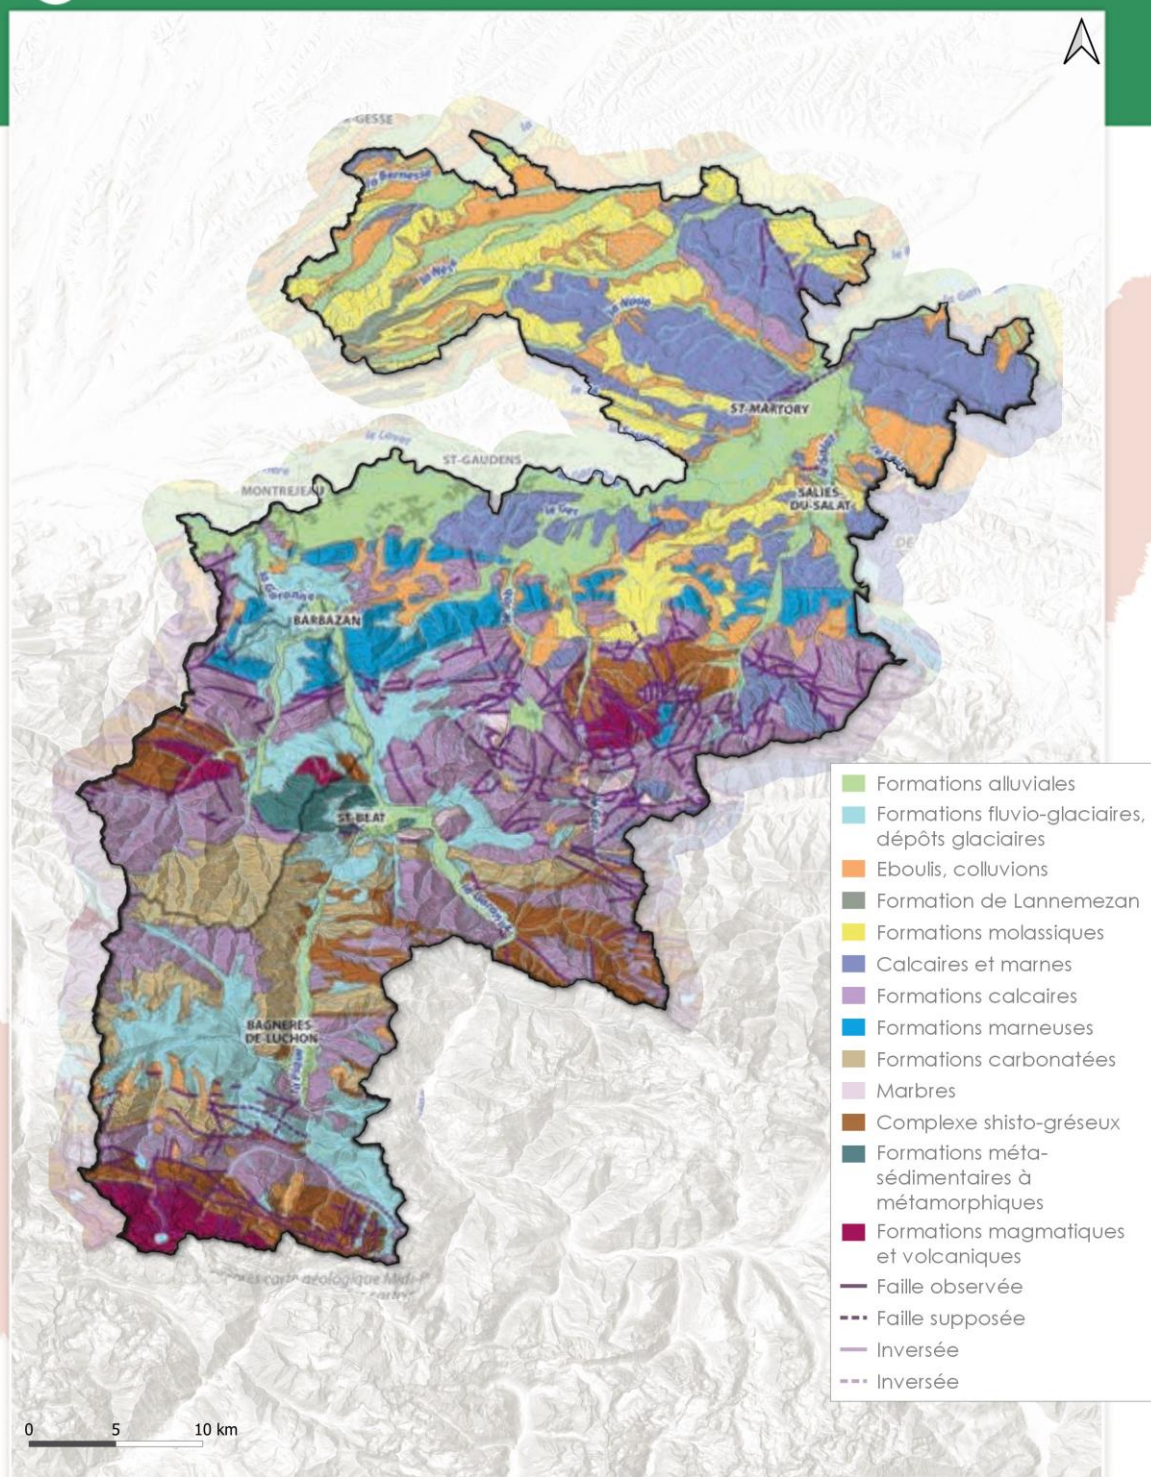 la Bernesse
la Nère
la Noue
ST-MARTORY
le Salat
SALIES-
DU-SALAT
ST-GAUDENS
MONTREJEAU
le Ger
la Garonne
BARBAZAN
ST-BEAT
la Garonne
BAGNERES
DE-LUCHON
la Pique
Formations alluviales
Formations fluvio-glaciaires,
dépôts glaciaires
Eboulis, colluvions
Formation de Lannemezan
Formations molassiques
Calcaires et marnes
Formations calcaires
Formations marneuses
Formations carbonatées
Marbres
Complexe shisto-gréseux
Formations méta-
sédimentaires à
métamorphiques
Formations magmatiques
et volcaniques
Faille observée
Faille supposée
Inversée
Inversée
carte géologique
0 5 10 km